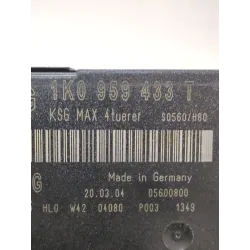 1K0 959 433 T
KSG MAX 4tuerer S0560/H80
Made in Germany
20.03.04 05600800
HLO W42 04080 P003 1349